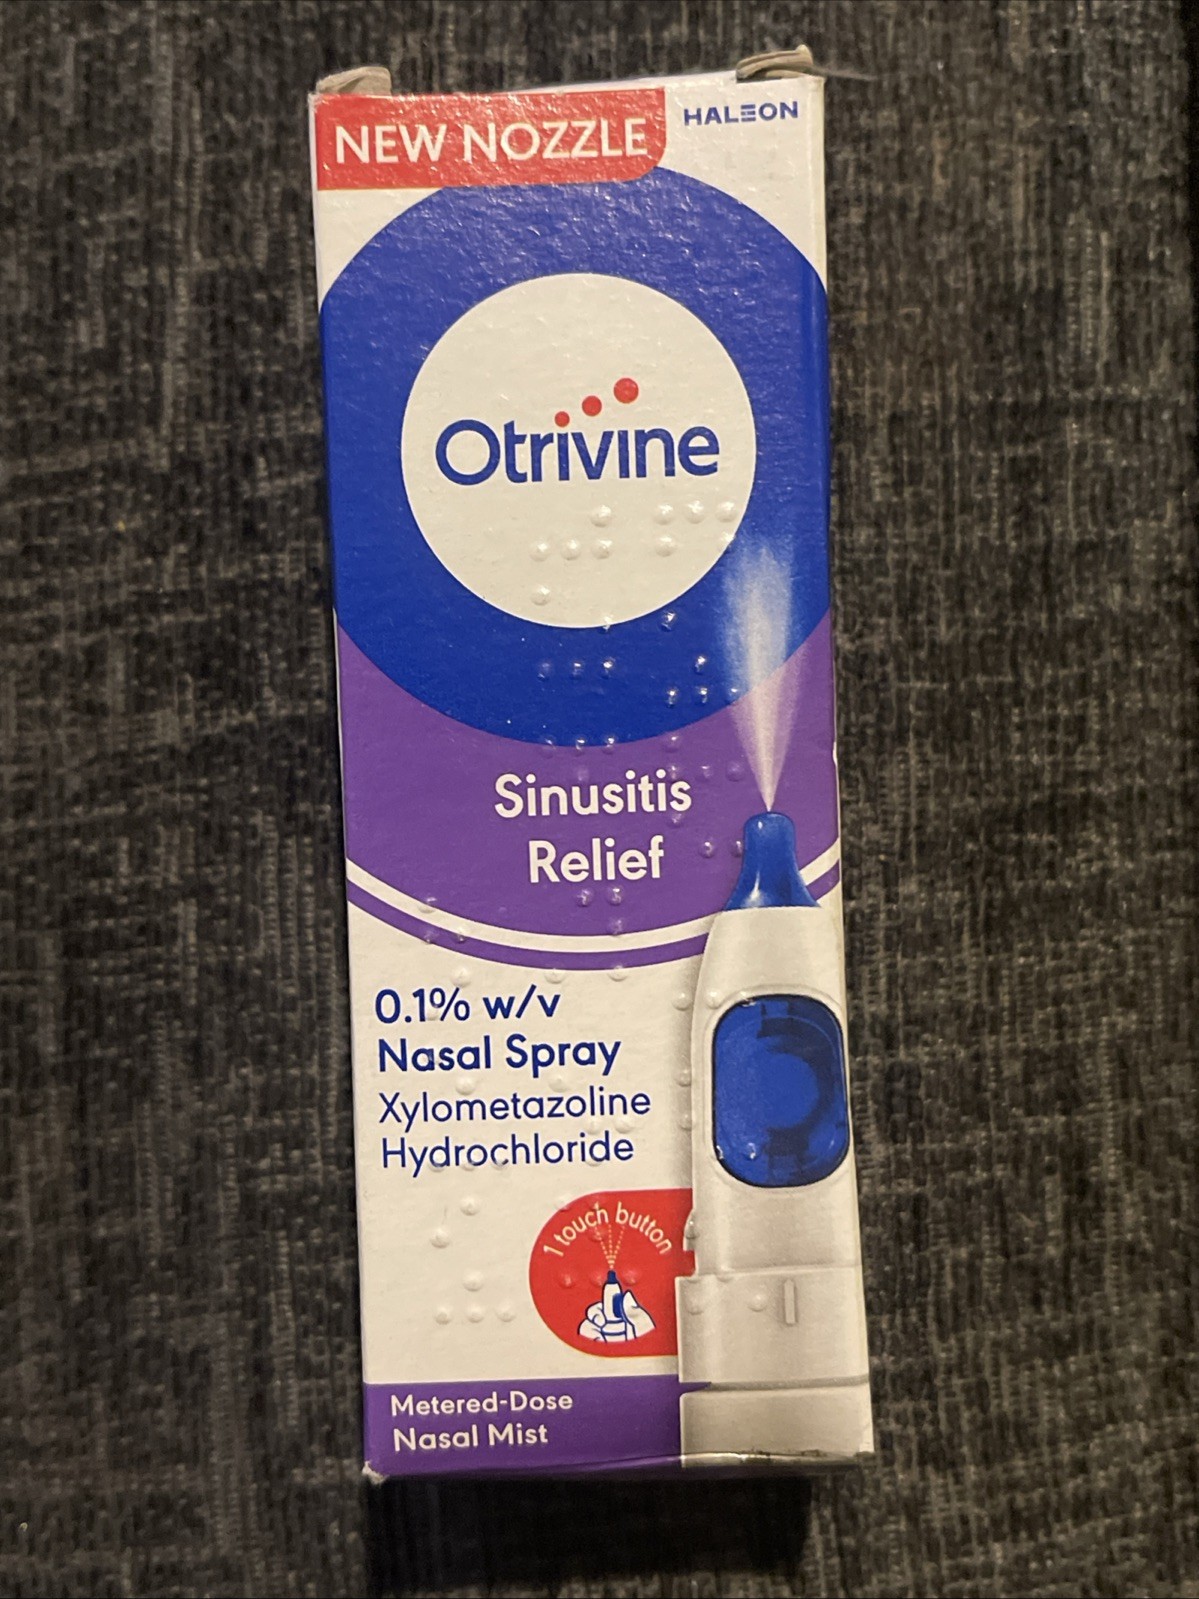 NEW NOZZLE
HALEON
Otrivine
Sinusitis
Relief
0.1% w/v
Nasal Spray
Xylometazoline
Hydrochloride
1 touch button
Metered-Dose
Nasal Mist